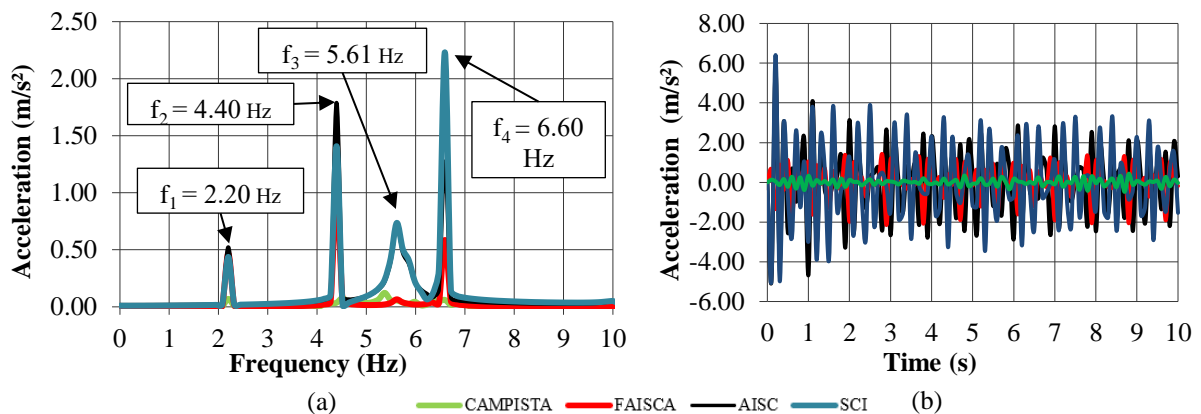 Acceleration (m/s²)
2.50
2.00
1.50
1.00
0.50
0.00
f₁ = 2.20 Hz
f₂ = 4.40 Hz
f₃ = 5.61 Hz
f₄ = 6.60
Hz
0 1 2 3 4 5 6 7 8 9 10
Frequency (Hz)
(a)
Acceleration (m/s²)
8.00
6.00
4.00
2.00
0.00
-2.00
-4.00
-6.00
0 1 2 3 4 5 6 7 8 9 10
Time (s)
(b)
CAMPISTA FAISCA AISC SCI